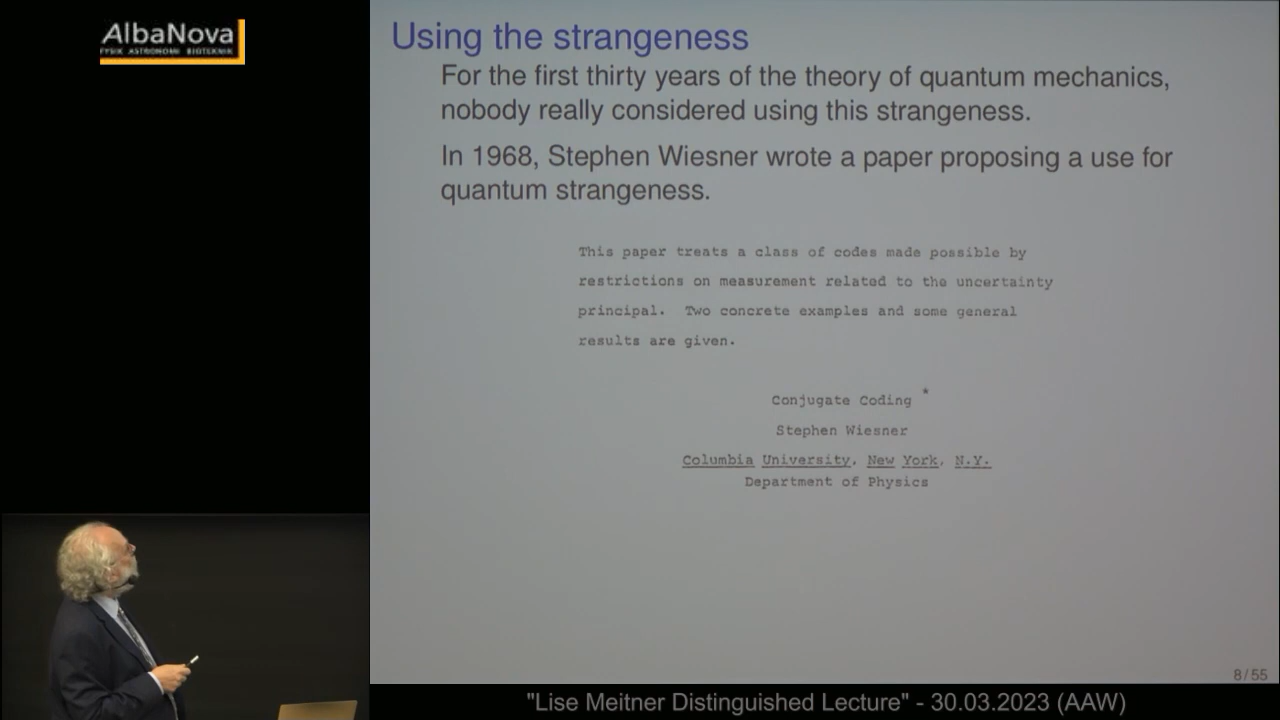 AlbaNova
FYSIK ASTRONOMI BIOTEKNIK
Using the strangeness
For the first thirty years of the theory of quantum mechanics,
nobody really considered using this strangeness.
In 1968, Stephen Wiesner wrote a paper proposing a use for
quantum strangeness.
This paper treats a class of codes made possible by
restrictions on measurement related to the uncertainty
principal. Two concrete examples and some general
results are given.
Conjugate Coding *
Stephen Wiesner
Columbia University, New York, N.Y.
Department of Physics
8/55
"Lise Meitner Distinguished Lecture" - 30.03.2023 (AAW)